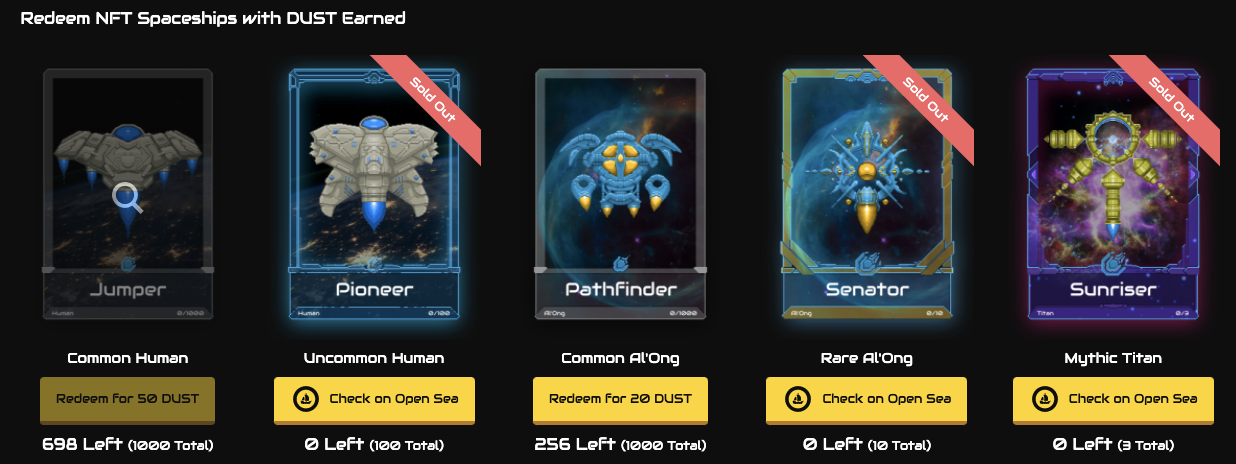 Redeem NFT Spaceships with DUST Earned
Sold Out
Sold Out
Sold Out
Jumper
Pioneer
Pathfinder
Senator
Sunriser
Human 0/1000
Human 0/100
Al'Ong 0/1000
Al'Ong 0/10
Titan 0/3
Common Human
Uncommon Human
Common Al'Ong
Rare Al'Ong
Mythic Titan
Redeem for 50 DUST
Check on Open Sea
Redeem for 20 DUST
Check on Open Sea
Check on Open Sea
698 Left (1000 Total)
0 Left (100 Total)
256 Left (1000 Total)
0 Left (10 Total)
0 Left (3 Total)